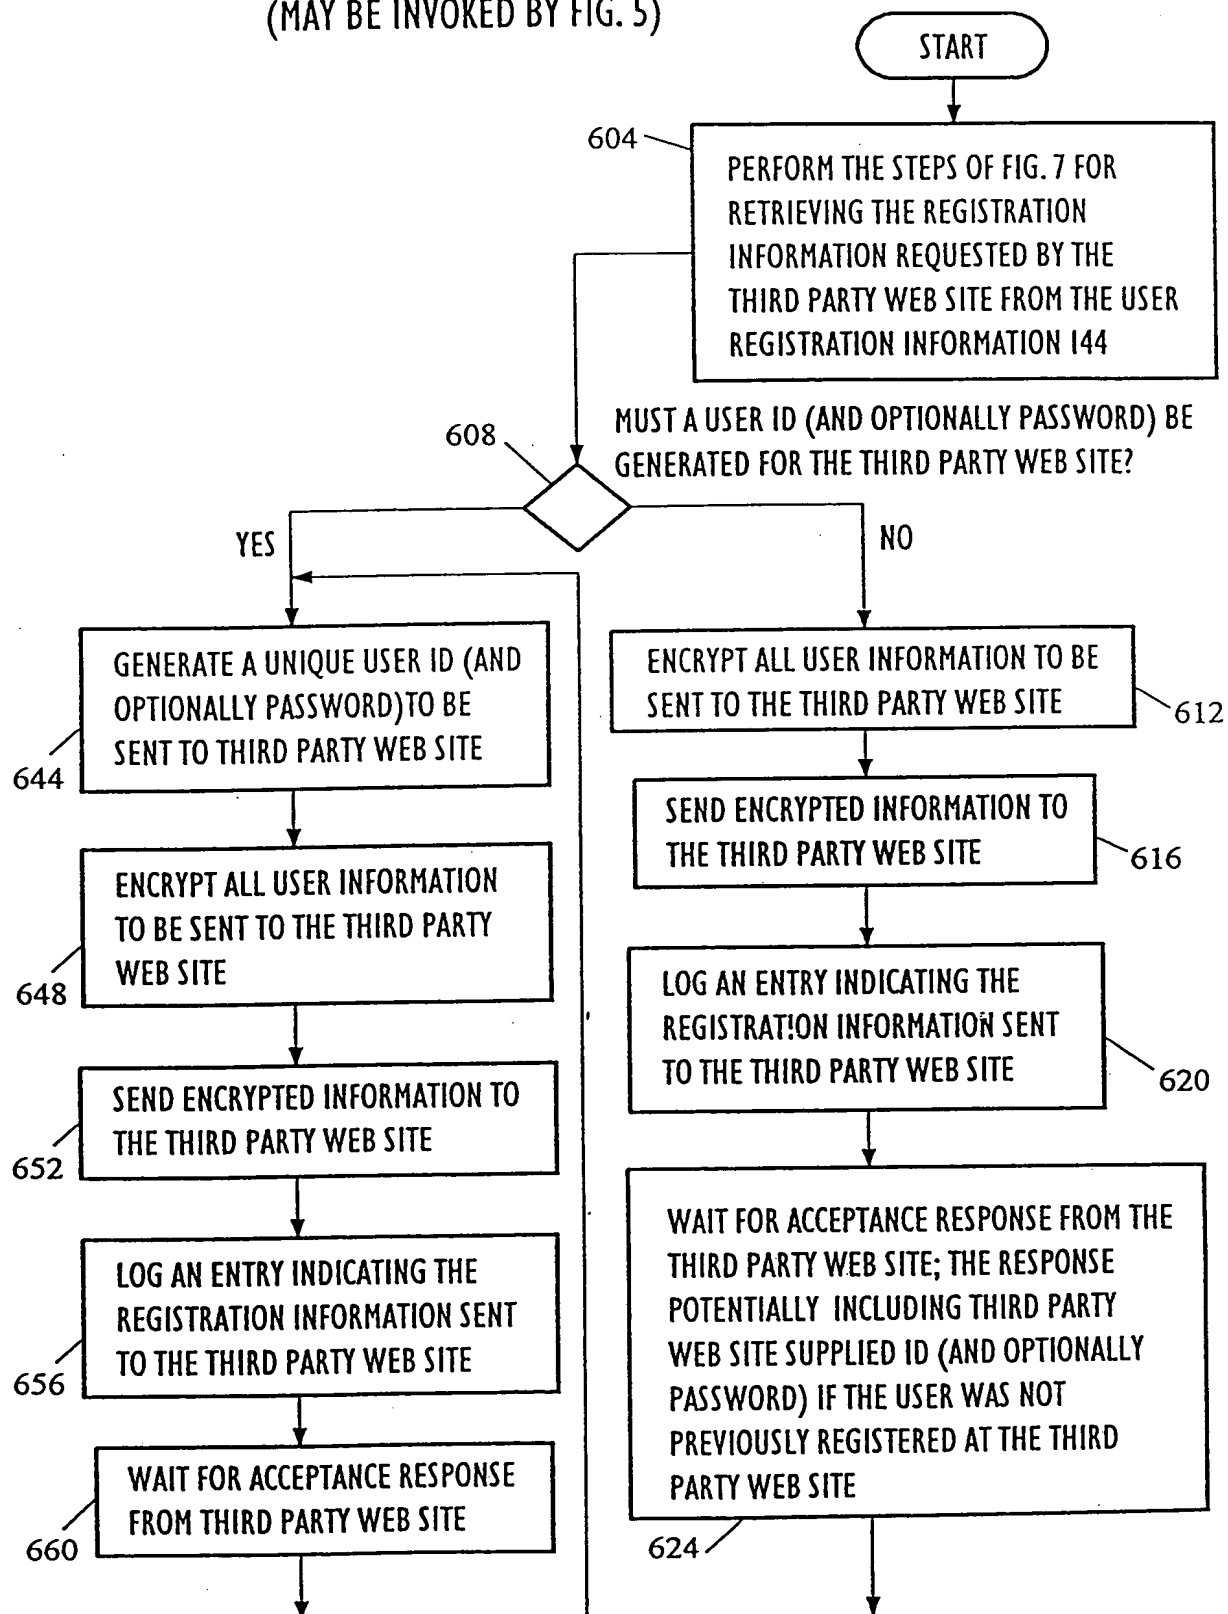 (MAY BE INVOKED BY FIG. 5)
START
604
PERFORM THE STEPS OF FIG. 7 FOR
RETRIEVING THE REGISTRATION
INFORMATION REQUESTED BY THE
THIRD PARTY WEB SITE FROM THE USER
REGISTRATION INFORMATION 144
608
MUST A USER ID (AND OPTIONALLY PASSWORD) BE
GENERATED FOR THE THIRD PARTY WEB SITE?
YES
NO
GENERATE A UNIQUE USER ID (AND
OPTIONALLY PASSWORD)TO BE
SENT TO THIRD PARTY WEB SITE
644
ENCRYPT ALL USER INFORMATION
TO BE SENT TO THE THIRD PARTY
WEB SITE
648
SEND ENCRYPTED INFORMATION TO
THE THIRD PARTY WEB SITE
652
LOG AN ENTRY INDICATING THE
REGISTRATION INFORMATION SENT
TO THE THIRD PARTY WEB SITE
656
WAIT FOR ACCEPTANCE RESPONSE
FROM THIRD PARTY WEB SITE
660
ENCRYPT ALL USER INFORMATION TO BE
SENT TO THE THIRD PARTY WEB SITE
612
SEND ENCRYPTED INFORMATION TO
THE THIRD PARTY WEB SITE
616
LOG AN ENTRY INDICATING THE
REGISTRATION INFORMATION SENT
TO THE THIRD PARTY WEB SITE
620
WAIT FOR ACCEPTANCE RESPONSE FROM THE
THIRD PARTY WEB SITE; THE RESPONSE
POTENTIALLY INCLUDING THIRD PARTY
WEB SITE SUPPLIED ID (AND OPTIONALLY
PASSWORD) IF THE USER WAS NOT
PREVIOUSLY REGISTERED AT THE THIRD
PARTY WEB SITE
624